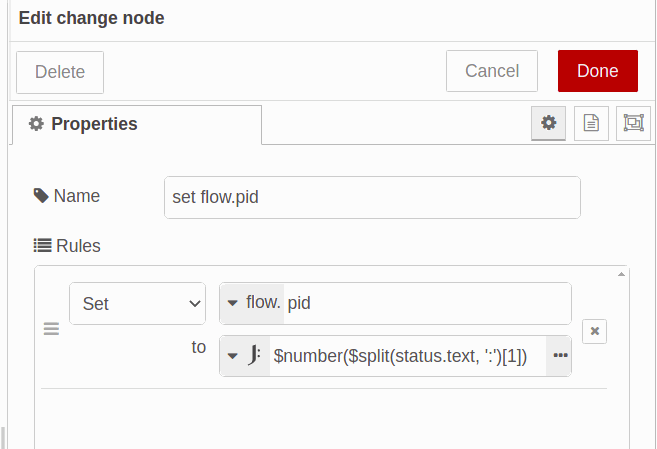 Edit change node
Delete
Cancel
Done
Properties
Name
set flow.pid
Rules
Set
flow. pid
to
J: $number($split(status.text, ':')[1])